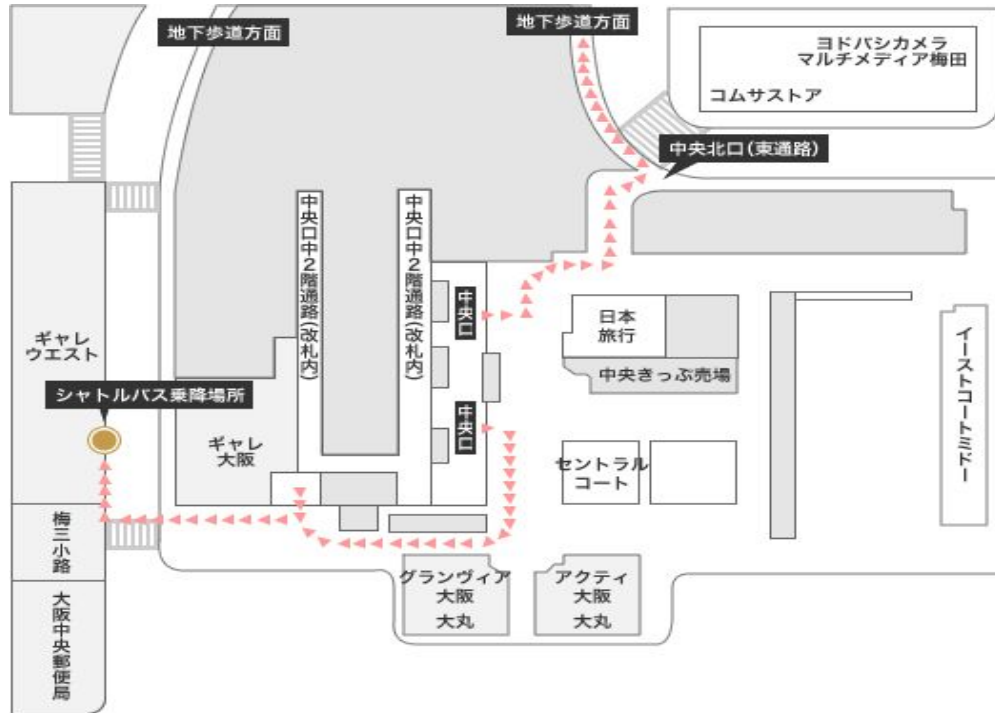 地下歩道方面
地下歩道方面
ヨドバシカメラ
マルチメディア梅田
コムサストア
中央北口(東通路)
中央口中2階通路(改札内)
中央口中2階通路(改札内)
中央口
日本
旅行
中央きっぷ売場
ギャレ
ウエスト
シャトルバス乗降場所
中央口
ギャレ
大阪
セントラル
コート
イーストコートミドー
梅三小路
グランヴィア
大阪
大丸
アクティ
大阪
大丸
大阪中央郵便局